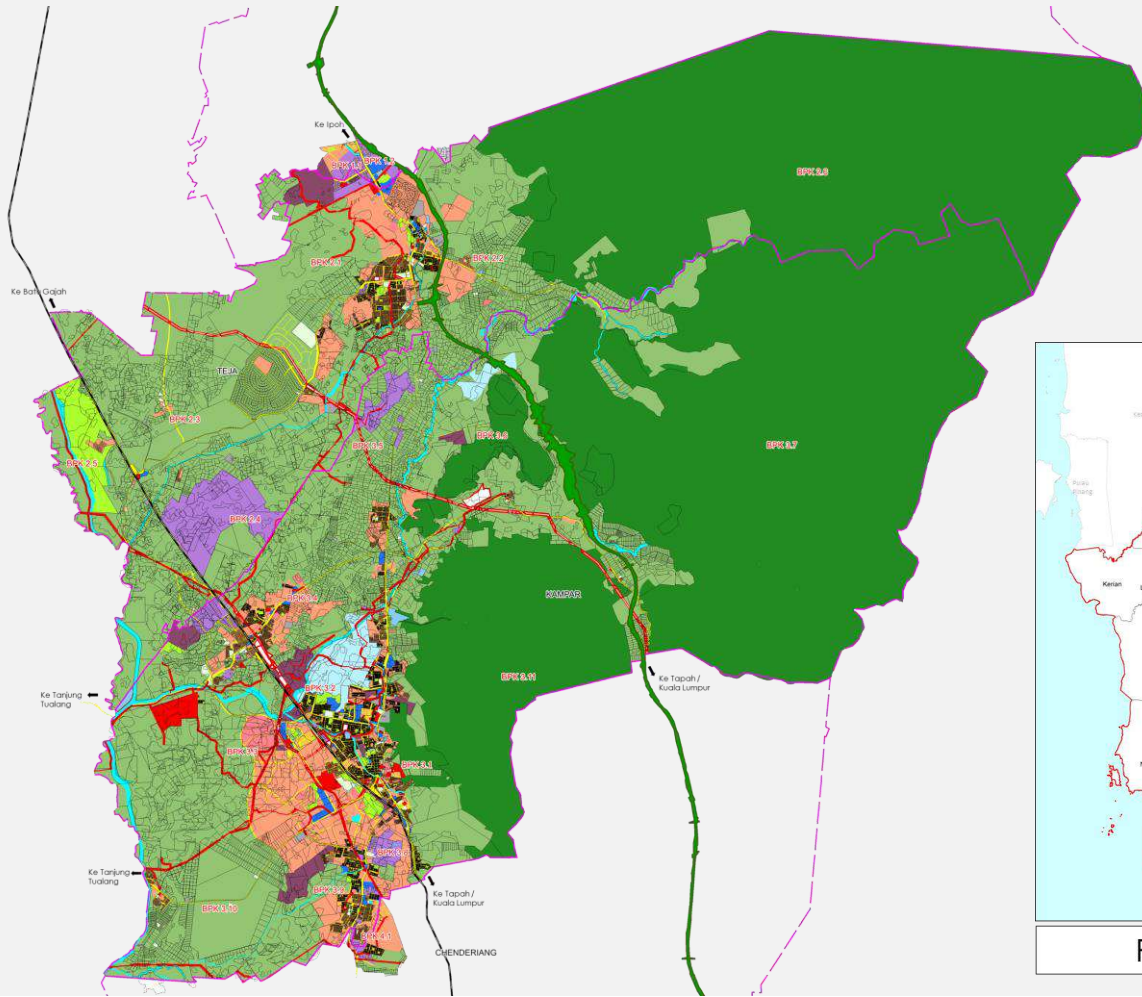 Ke Ipoh
BPK 1.1
BPK 2.6
BPK 2.1
BPK 2.2
Ke Batu Gajah
TEJA
BPK 2.3
BPK 3.5
BPK 3.6
BPK 3.7
BPK 2.5
BPK 2.4
BPK 3.4
KAMPAR
BPK 3.11
Ke Tapah /
Kuala Lumpur
BPK 3.2
Ke Tanjung
Tualang
BPK 3.1
Ke Tanjung
Tualang
BPK 3.10
Ke Tapah /
Kuala Lumpur
BPK 4.1
CHENDERIANG
Kerian